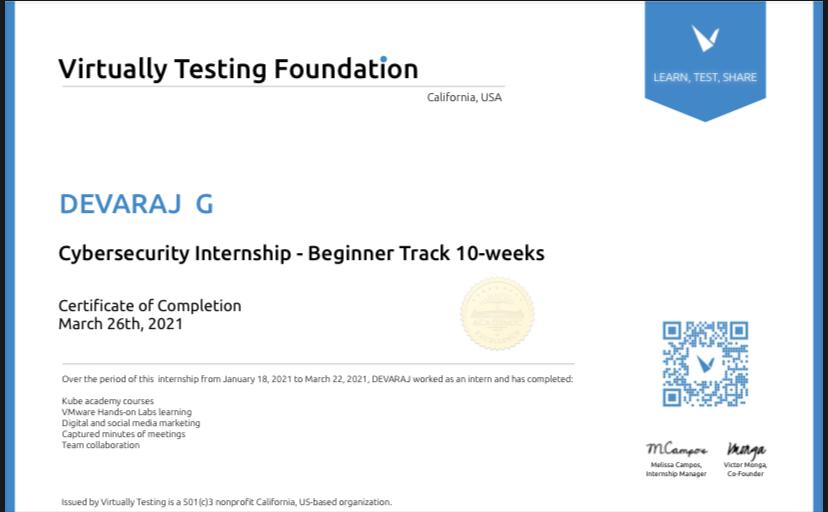 Virtually Testing Foundation
California, USA
LEARN, TEST, SHARE
DEVARAJ G
Cybersecurity Internship - Beginner Track 10-weeks
Certificate of Completion
March 26th, 2021
ACADEMIC
EXCELLENCE
Over the period of this internship from January 18, 2021 to March 22, 2021, DEVARAJ worked as an intern and has completed:
Kube academy courses
VMware Hands-on Labs learning
Digital and social media marketing
Captured minutes of meetings
Team collaboration
MCampos
Monga
Melissa Campos,
Internship Manager
Victor Monga,
Co-Founder
Issued by Virtually Testing is a 501(c)3 nonprofit California, US-based organization.